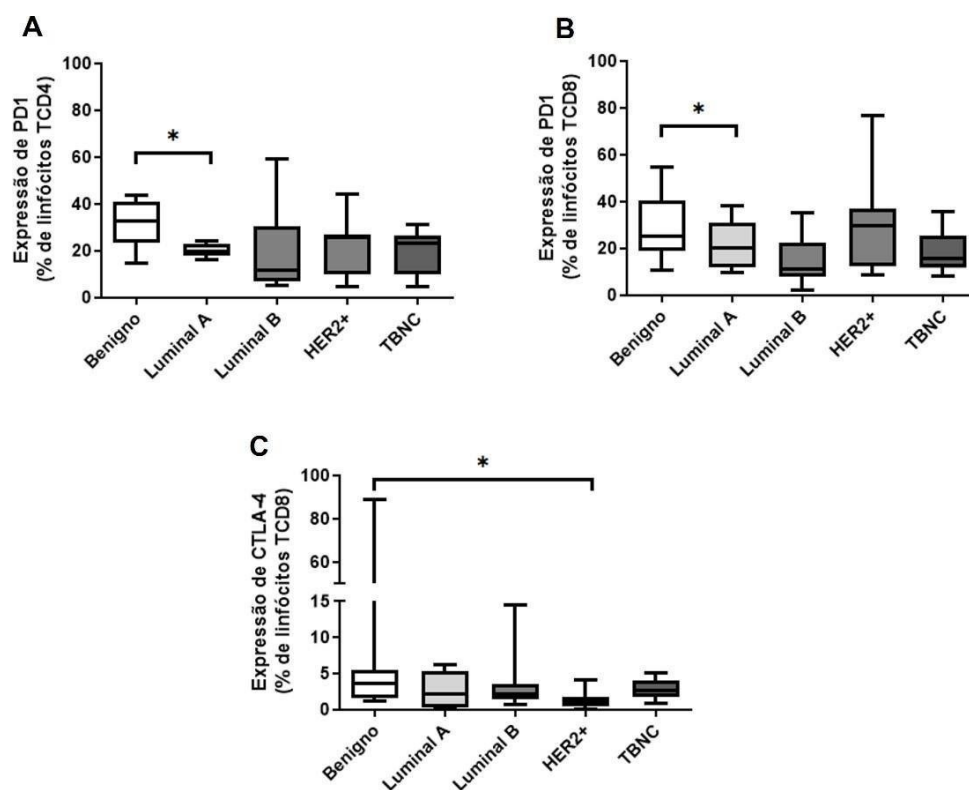 A
Expressão de PD1
(% de linfócitos TCD4)
100
80
60
40
20
0
*
Benigno
Luminal A
Luminal B
HER2+
TBNC
B
Expressão de PD1
(% de linfócitos TCD8)
100
80
60
40
20
0
*
Benigno
Luminal A
Luminal B
HER2+
TBNC
C
Expressão de CTLA-4
(% de linfócitos TCD8)
100
80
60
15
10
5
0
*
Benigno
Luminal A
Luminal B
HER2+
TBNC